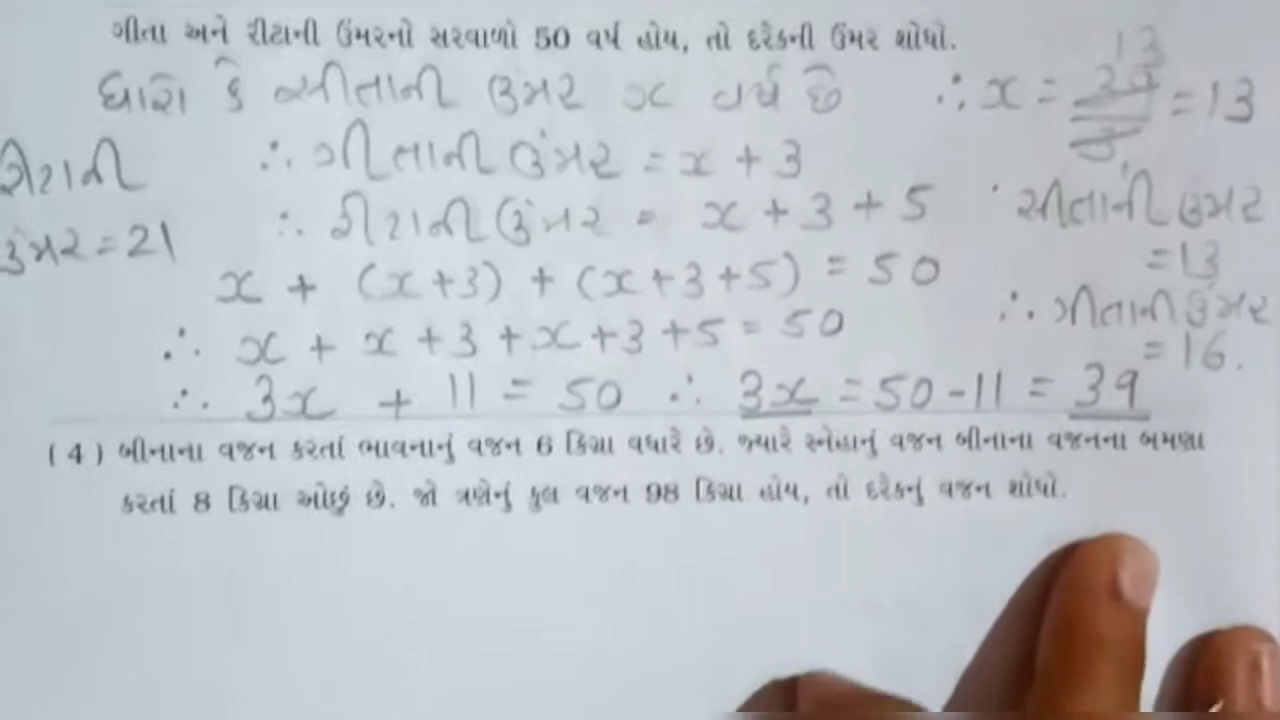 ગીતા અને રીટાની ઉંમરનો સરવાળો 50 વર્ષ હોય, તો દરેકની ઉંમર શોધો.
ધારો કે સીતાની ઉંમર x વર્ષ છે
∴ ગીતાની ઉંમર = x + 3
∴ રીટાની ઉંમર = x + 3 + 5
x + (x+3) + (x+3+5) = 50
∴ x + x + 3 + x + 3 + 5 = 50
∴ 3x + 11 = 50 ∴ 3x = 50 - 11 = 39
∴ x = 39/3 = 13
13
1
સીતાની ઉંમર
= 13
∴ ગીતાની ઉંમર
= 16.
રીટાની
ઉંમર = 21
(4) બીનાના વજન કરતાં ભાવનાનું વજન 6 કિગ્રા વધારે છે. જ્યારે સ્નેહાનું વજન બીનાના વજનના બમણા
કરતાં 8 કિગ્રા ઓછું છે. જો ત્રણેનું કુલ વજન 98 કિગ્રા હોય, તો દરેકનું વજન શોધો.